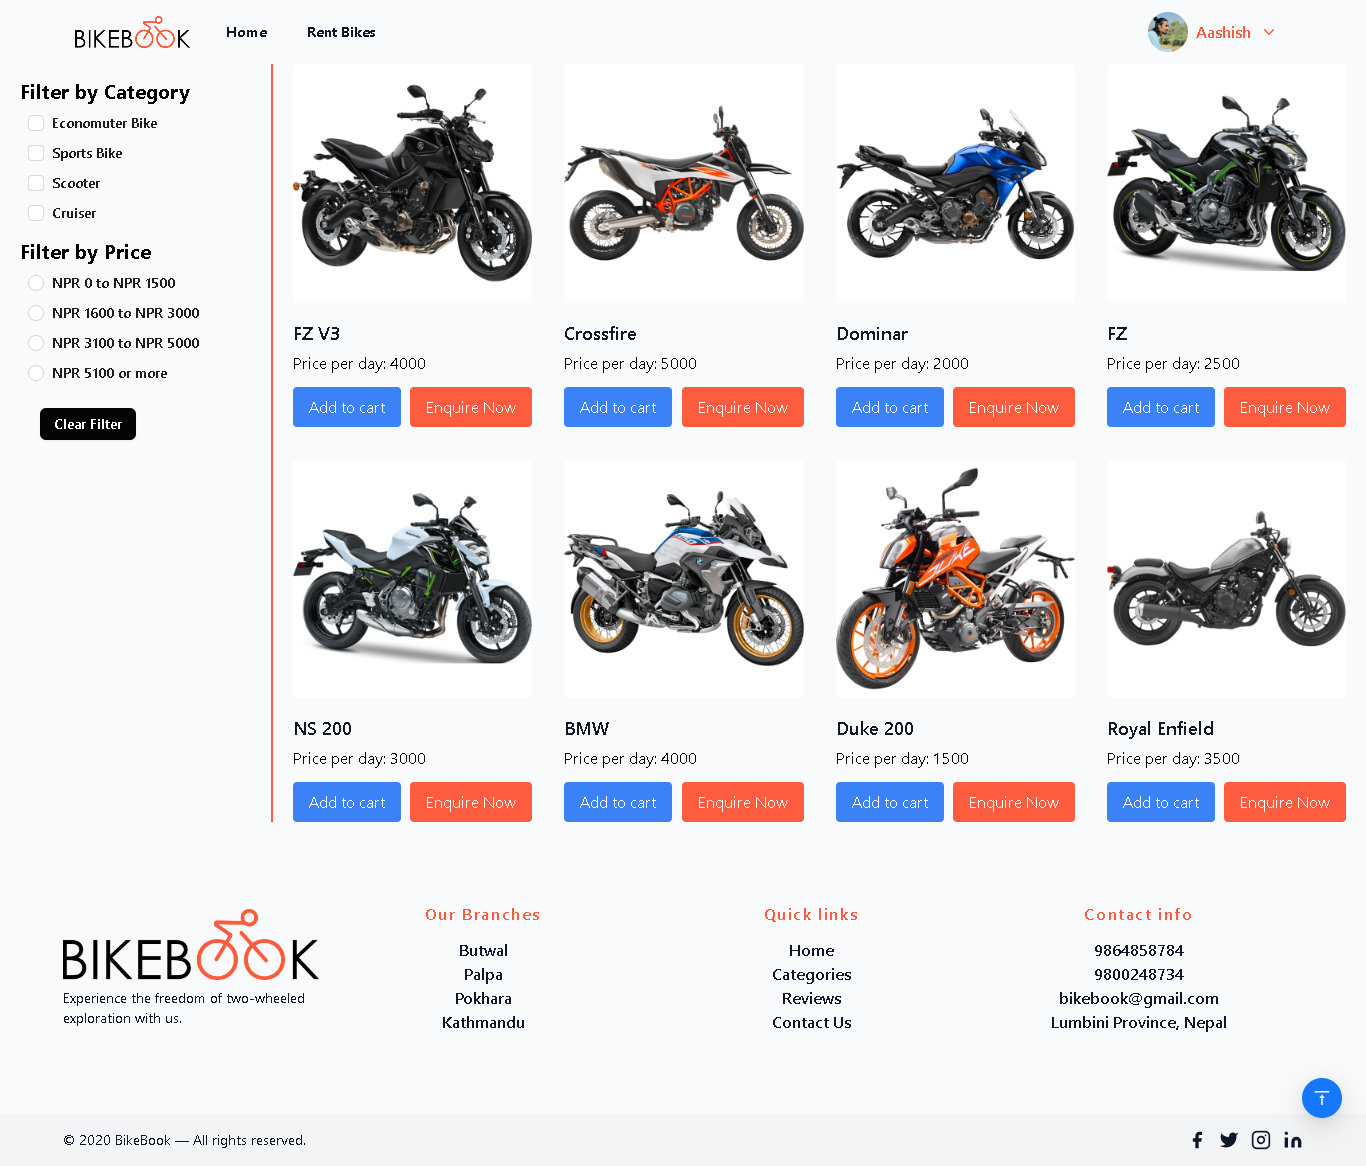 BIKEBOOK
Home
Rent Bikes
Aashish
Filter by Category
Economuter Bike
Sports Bike
Scooter
Cruiser
Filter by Price
NPR 0 to NPR 1500
NPR 1600 to NPR 3000
NPR 3100 to NPR 5000
NPR 5100 or more
Clear Filter
FZ V3
Price per day: 4000
Add to cart
Enquire Now
Crossfire
Price per day: 5000
Add to cart
Enquire Now
Dominar
Price per day: 2000
Add to cart
Enquire Now
FZ
Price per day: 2500
Add to cart
Enquire Now
NS 200
Price per day: 3000
Add to cart
Enquire Now
BMW
Price per day: 4000
Add to cart
Enquire Now
DUKE
Duke 200
Price per day: 1500
Add to cart
Enquire Now
Royal Enfield
Price per day: 3500
Add to cart
Enquire Now
BIKEBOOK
Experience the freedom of two-wheeled
exploration with us.
Our Branches
Butwal
Palpa
Pokhara
Kathmandu
Quick links
Home
Categories
Reviews
Contact Us
Contact info
9864858784
9800248734
bikebook@gmail.com
Lumbini Province, Nepal
© 2020 BikeBook — All rights reserved.